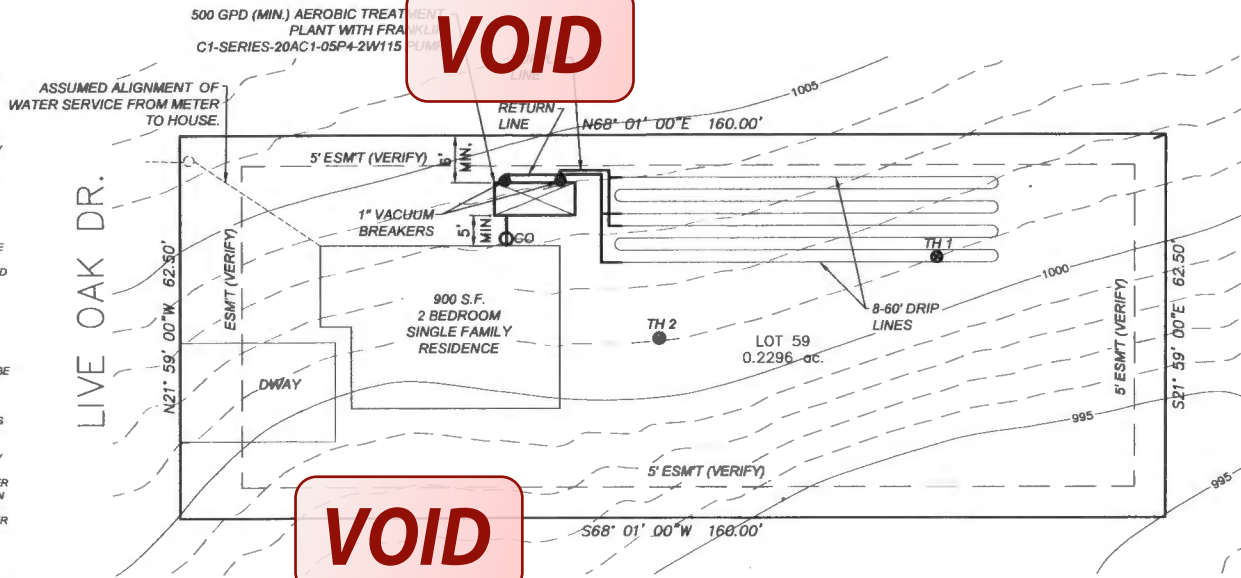 500 GPD (MIN.) AEROBIC TREATMENT
PLANT WITH FRANKLIN
C1-SERIES-20AC1-05P4-2W115 PUMP
VOID
LINE
ASSUMED ALIGNMENT OF
WATER SERVICE FROM METER
TO HOUSE.
RETURN
LINE
N68° 01' 00"E 160.00'
1005
5' ESM'T (VERIFY)
6'
MIN.
1" VACUUM
BREAKERS
5'
MIN
CO
TH 1
1000
LIVE OAK DR.
N21° 59' 00"W 62.50'
ESM'T (VERIFY)
900 S.F.
2 BEDROOM
SINGLE FAMILY
RESIDENCE
TH 2
8-60' DRIP
LINES
LOT 59
0.2296 ac.
5' ESM'T (VERIFY)
S21° 59' 00"E 62.50'
DWAY
995
5' ESM'T (VERIFY)
995
VOID
S68° 01' 00"W 160.00'